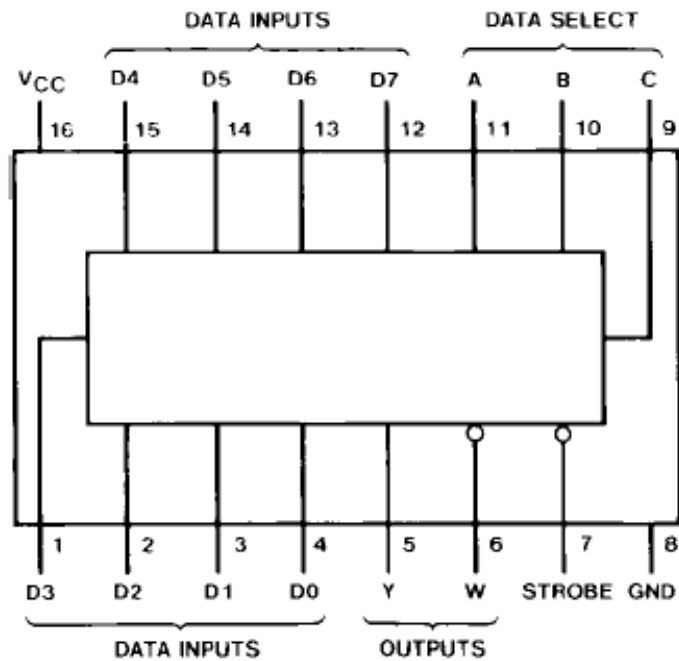 DATA INPUTS DATA SELECT
VCC D4 D5 D6 D7 A B C
16 15 14 13 12 11 10 9
1 2 3 4 5 6 7 8
D3 D2 D1 D0 Y W STROBE GND
DATA INPUTS OUTPUTS